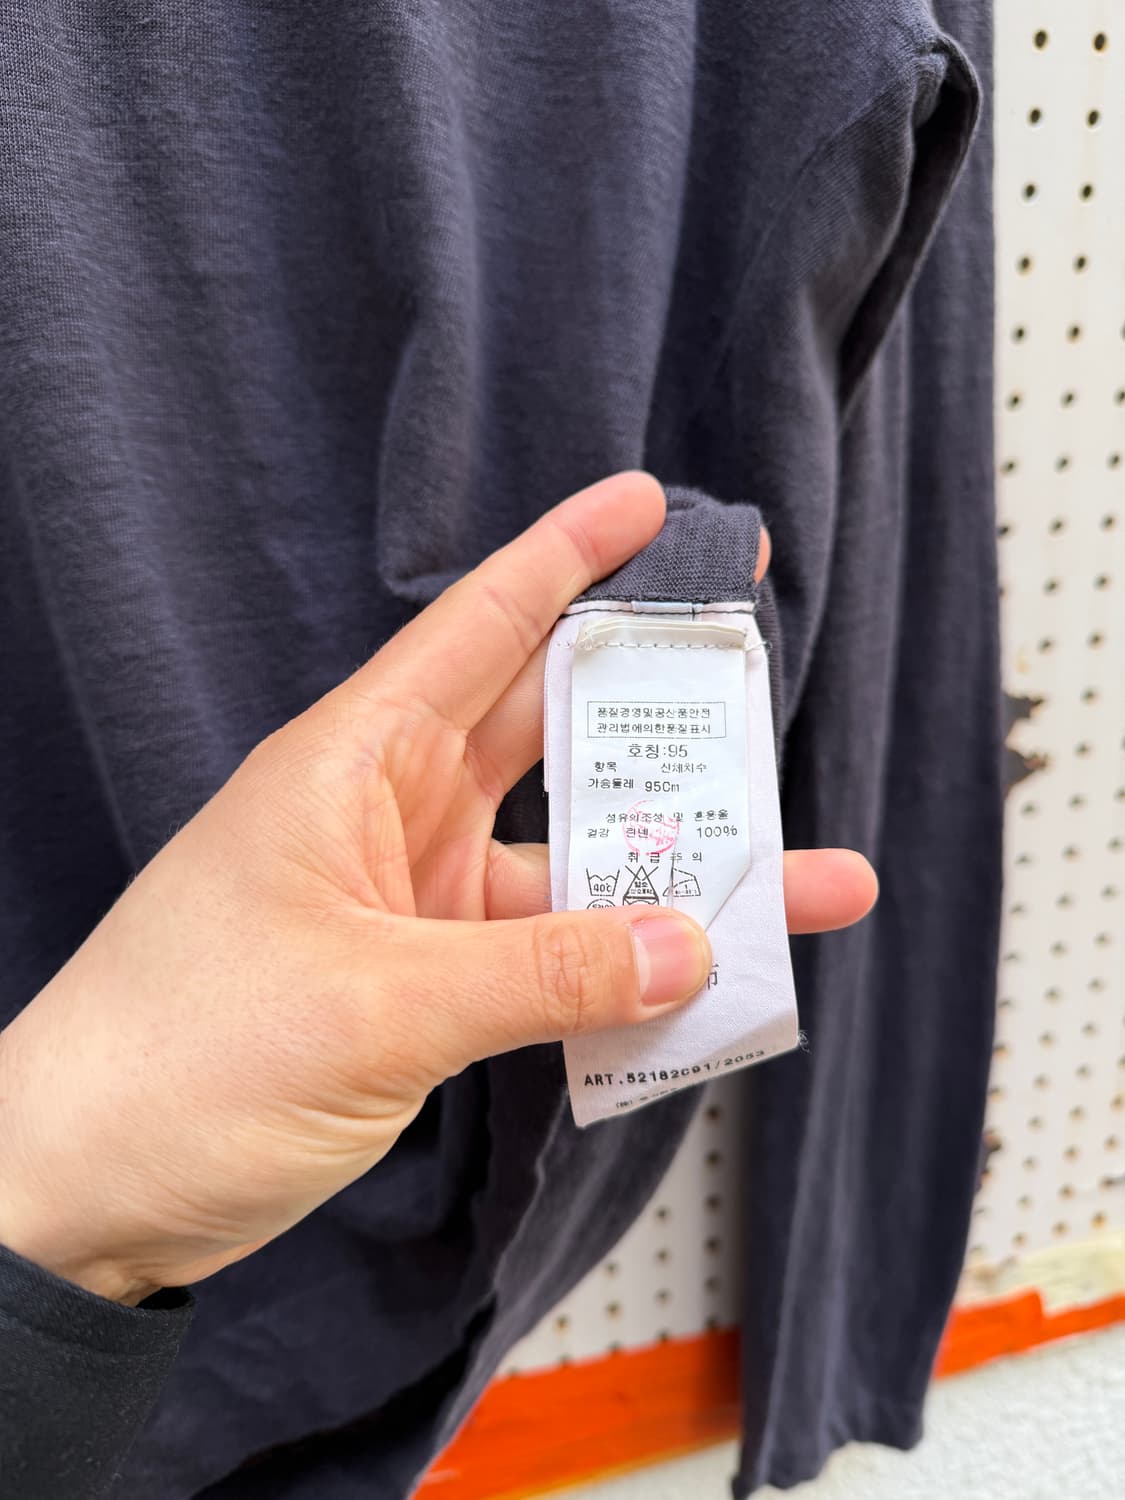 품질경영및공산품안전
관리법에의한품질표시
호칭:95
항목 신체치수
가슴둘레 95Cm
섬유의조성 및 혼용율
겉감 린넨 100%
취급주의
40℃
ART.52182C91/2053